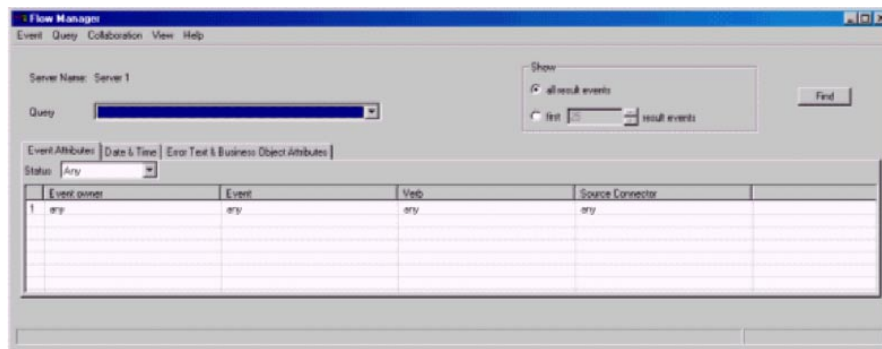 Flow Manager
Event Query Collaboration View Help
Server Name: Server 1
Query
Show
all result events
first 25 result events
Find
Event Attributes Date & Time Error Text & Business Object Attributes
Status Any
Event owner Event Verb Source Connector
1 any any any any